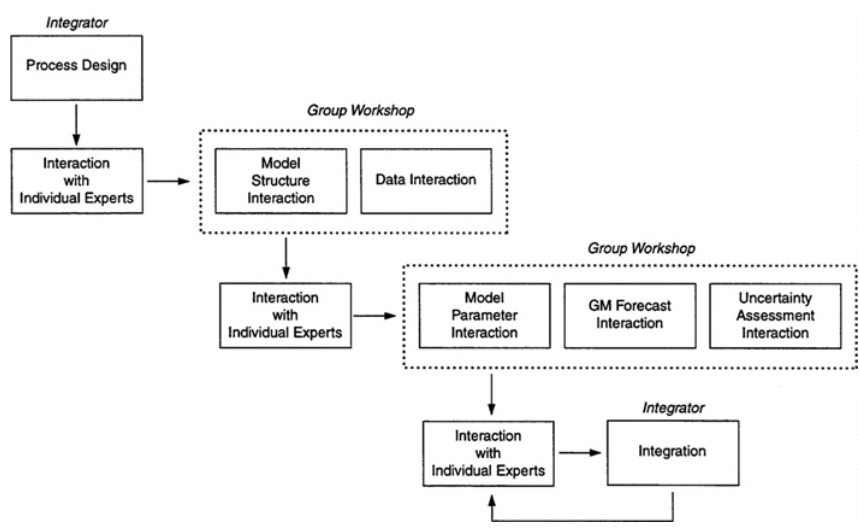 Integrator
Process Design
Interaction
with
Individual Experts
Group Workshop
Model
Structure
Interaction
Data Interaction
Interaction
with
Individual Experts
Group Workshop
Model
Parameter
Interaction
GM Forecast
Interaction
Uncertainty
Assessment
Interaction
Interaction
with
Individual Experts
Integrator
Integration